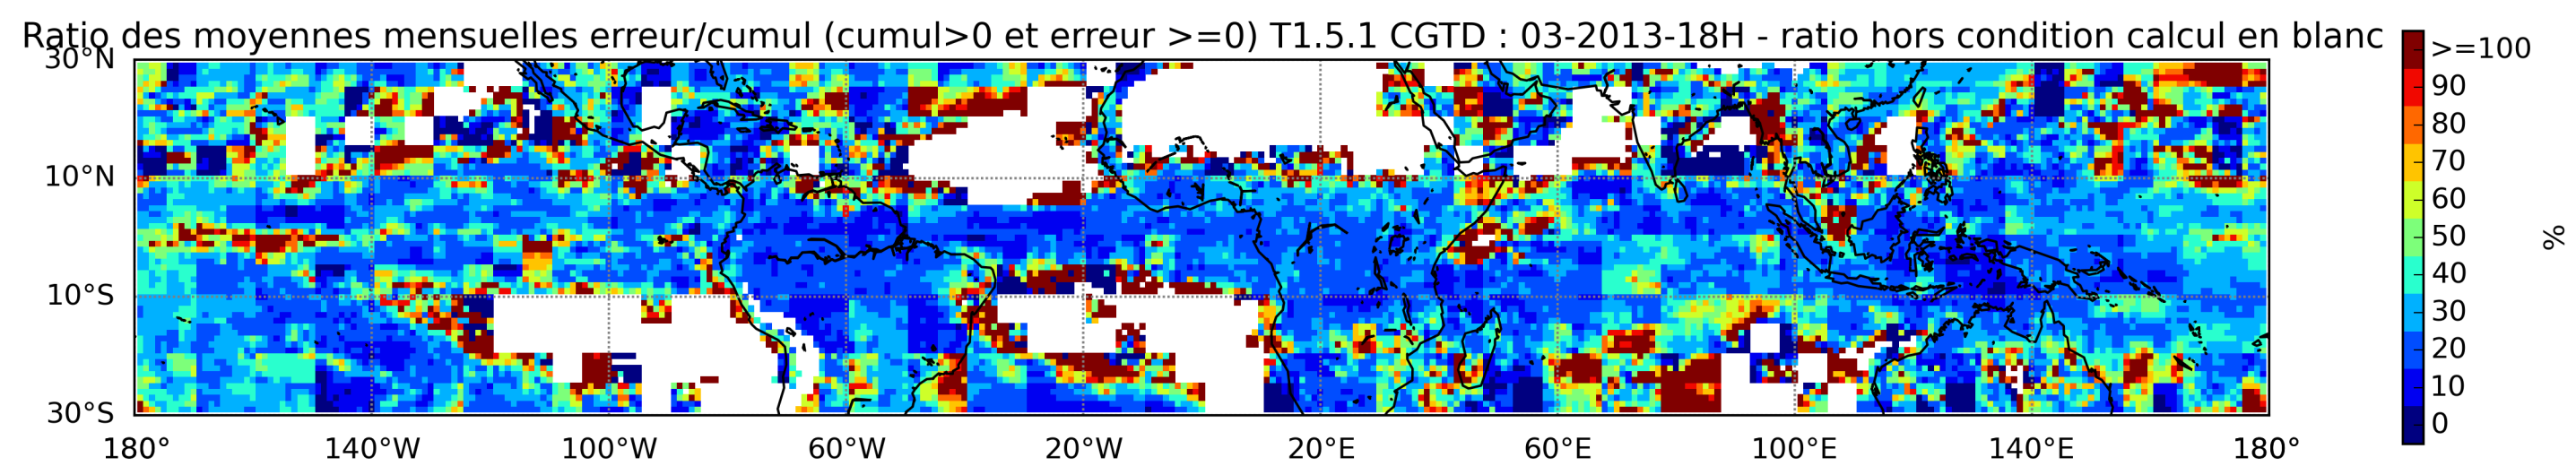 Ratio des moyennes mensuelles erreur/cumul (cumul>0 et erreur >=0) T1.5.1 CGTD : 03-2013-18H - ratio hors condition calcul en blanc
30°N
10°N
10°S
30°S
180° 140°W 100°W 60°W 20°W 20°E 60°E 100°E 140°E 180°
>=100
90
80
70
60
50
40
30
20
10
0
%